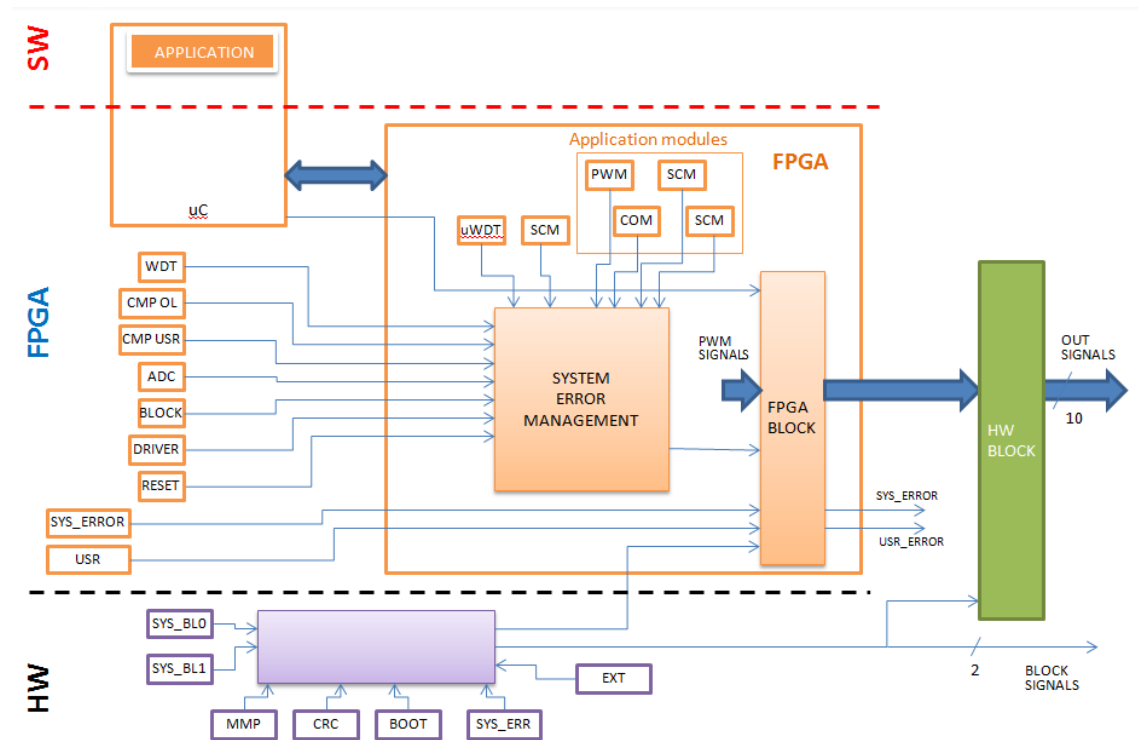 SW
APPLICATION
uC
Application modules
FPGA
PWM
SCM
COM
SCM
uWDT
SCM
FPGA
WDT
CMP OL
CMP USR
ADC
BLOCK
DRIVER
RESET
SYS_ERROR
USR
SYSTEM
ERROR
MANAGEMENT
PWM
SIGNALS
FPGA
BLOCK
HW
BLOCK
OUT
SIGNALS
10
SYS_ERROR
USR_ERROR
HW
SYS_BL0
SYS_BL1
MMP
CRC
BOOT
SYS_ERR
EXT
2
BLOCK
SIGNALS